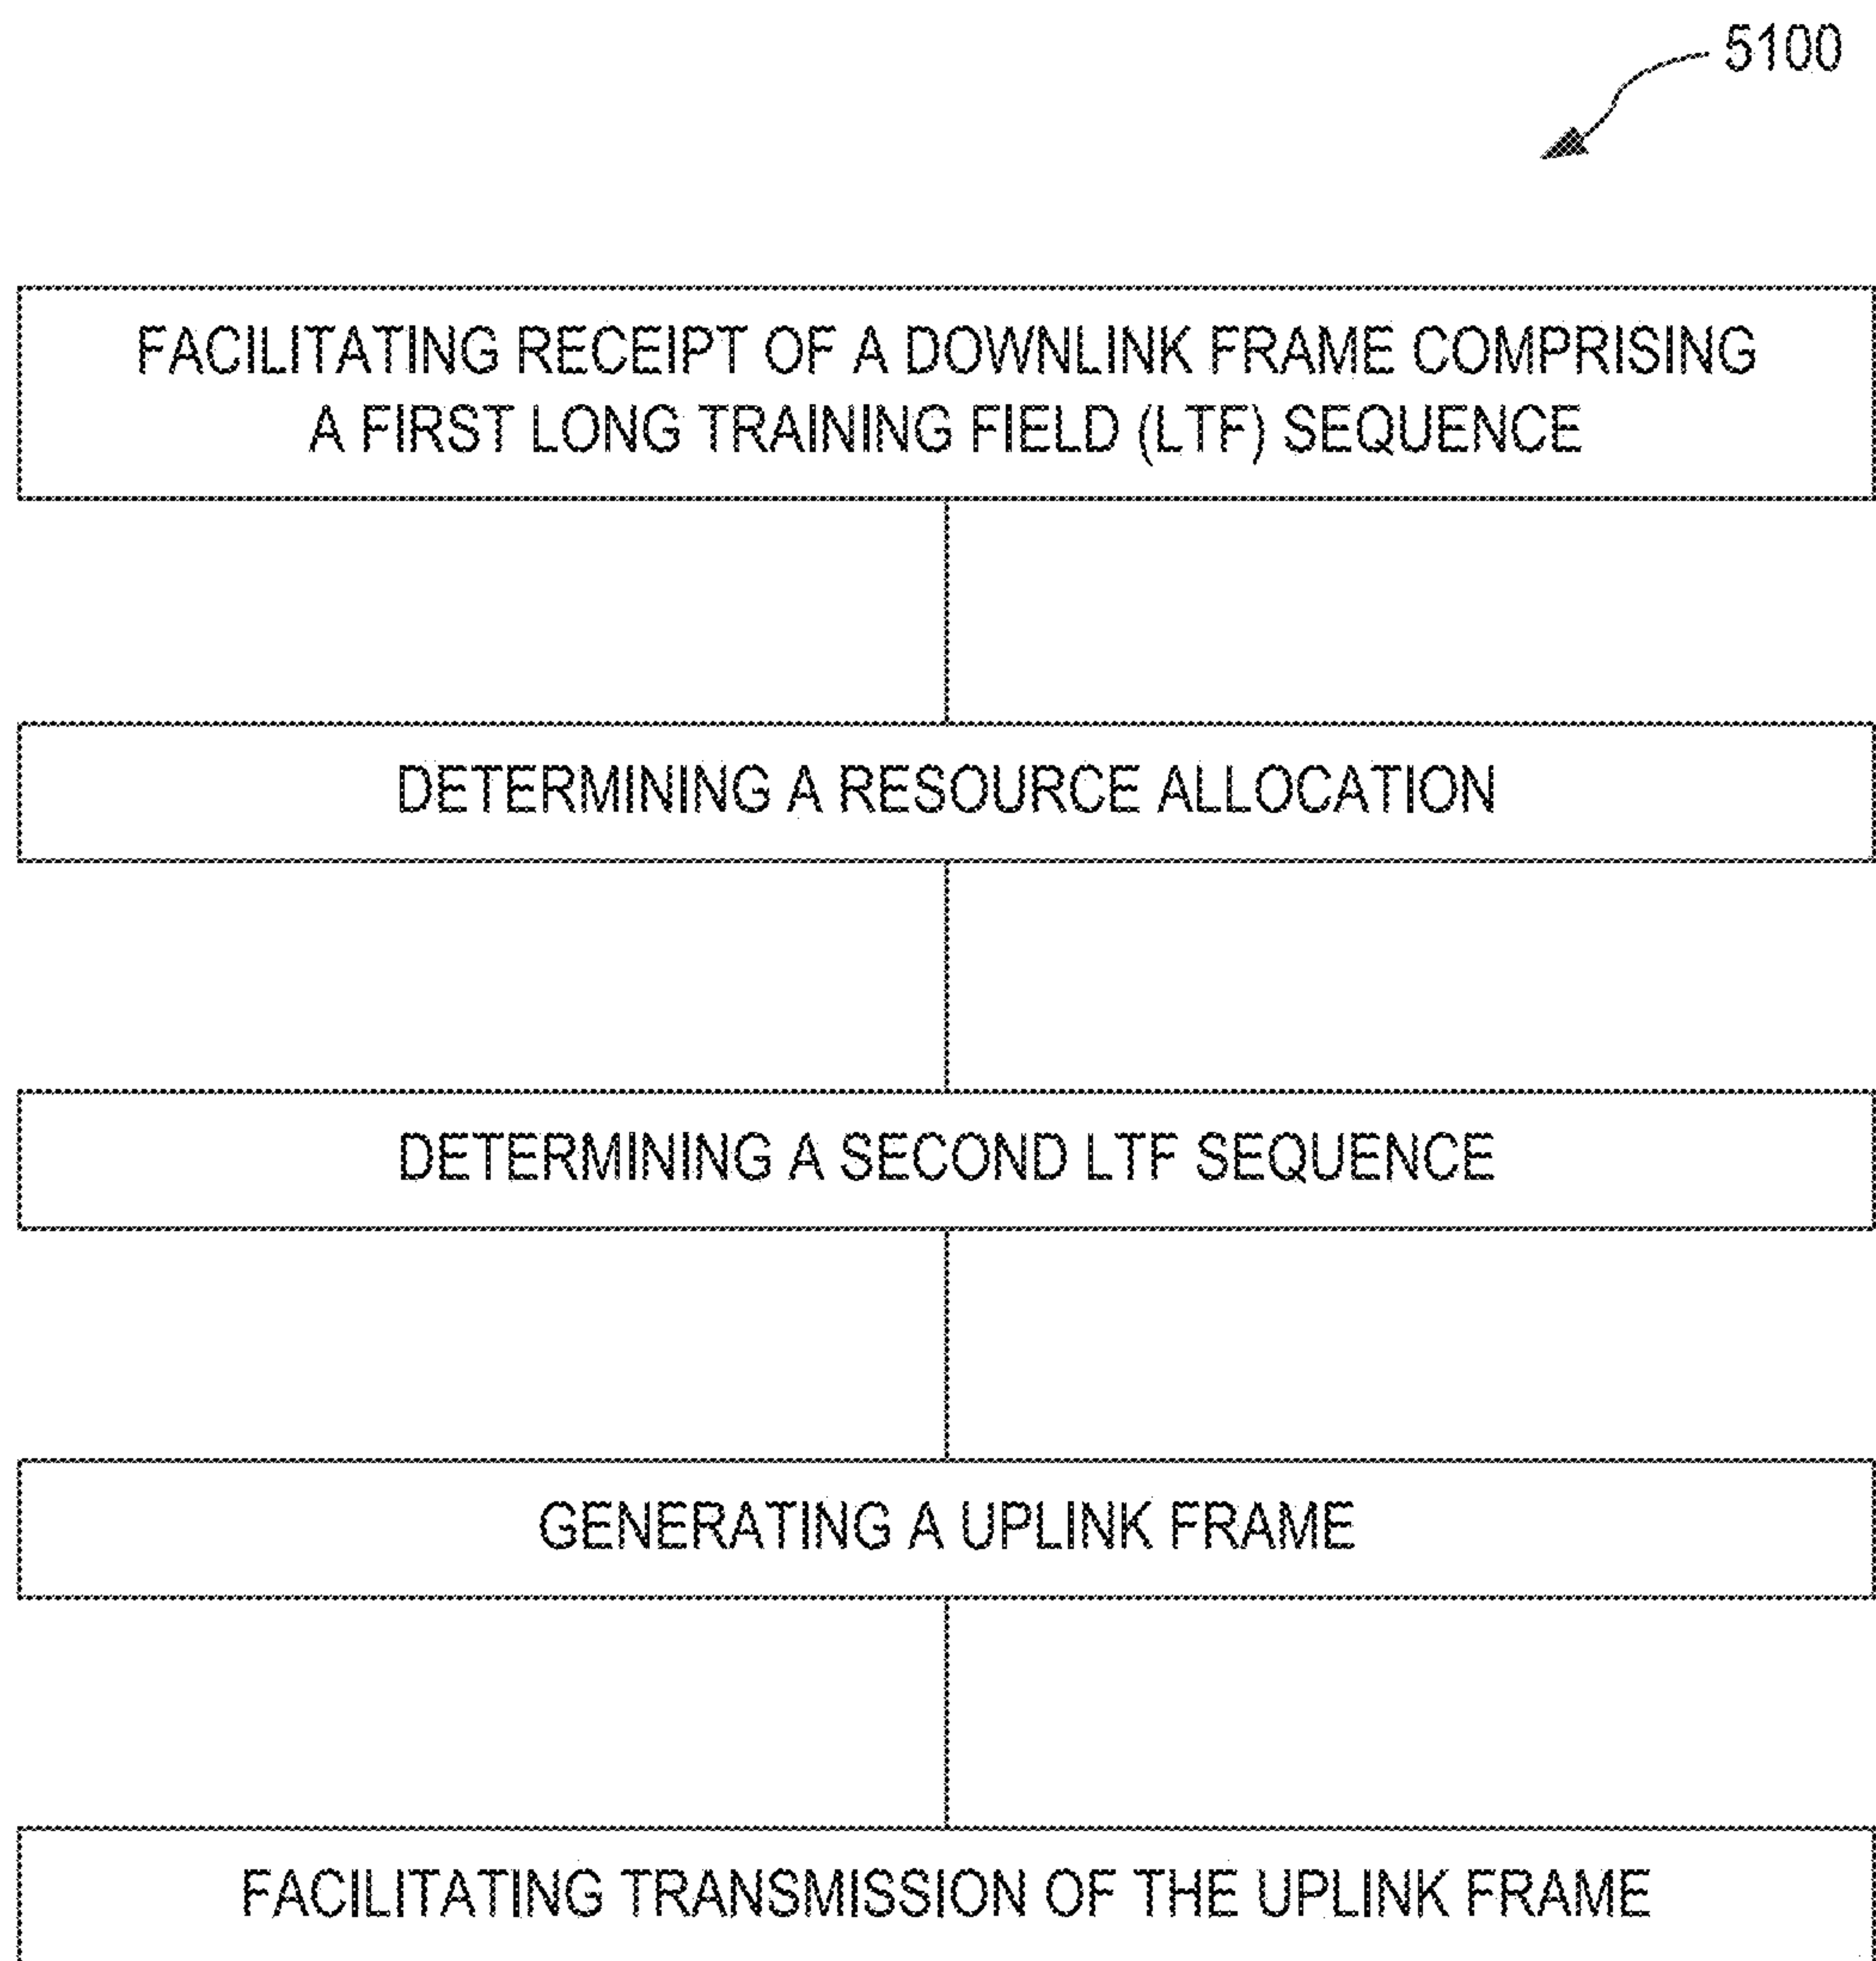 5100
FACILITATING RECEIPT OF A DOWNLINK FRAME COMPRISING
A FIRST LONG TRAINING FIELD (LTF) SEQUENCE
DETERMINING A RESOURCE ALLOCATION
DETERMINING A SECOND LTF SEQUENCE
GENERATING A UPLINK FRAME
FACILITATING TRANSMISSION OF THE UPLINK FRAME